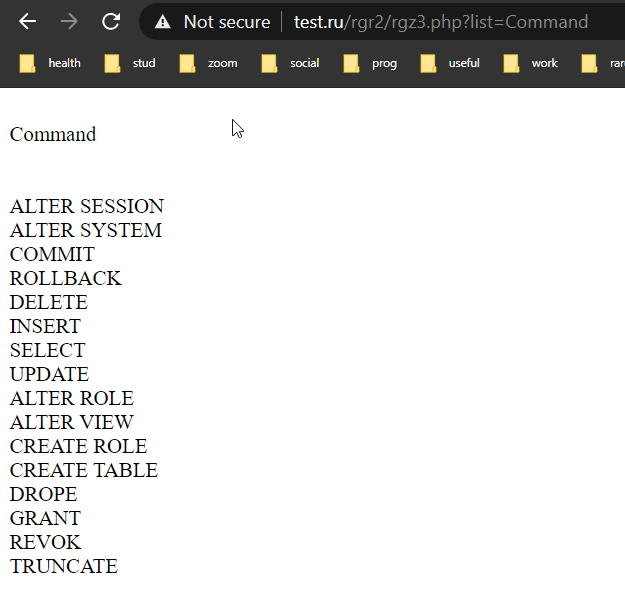 Not secure test.ru/rgr2/rgz3.php?list=Command
health stud zoom social prog useful work
Command
ALTER SESSION
ALTER SYSTEM
COMMIT
ROLLBACK
DELETE
INSERT
SELECT
UPDATE
ALTER ROLE
ALTER VIEW
CREATE ROLE
CREATE TABLE
DROPE
GRANT
REVOK
TRUNCATE